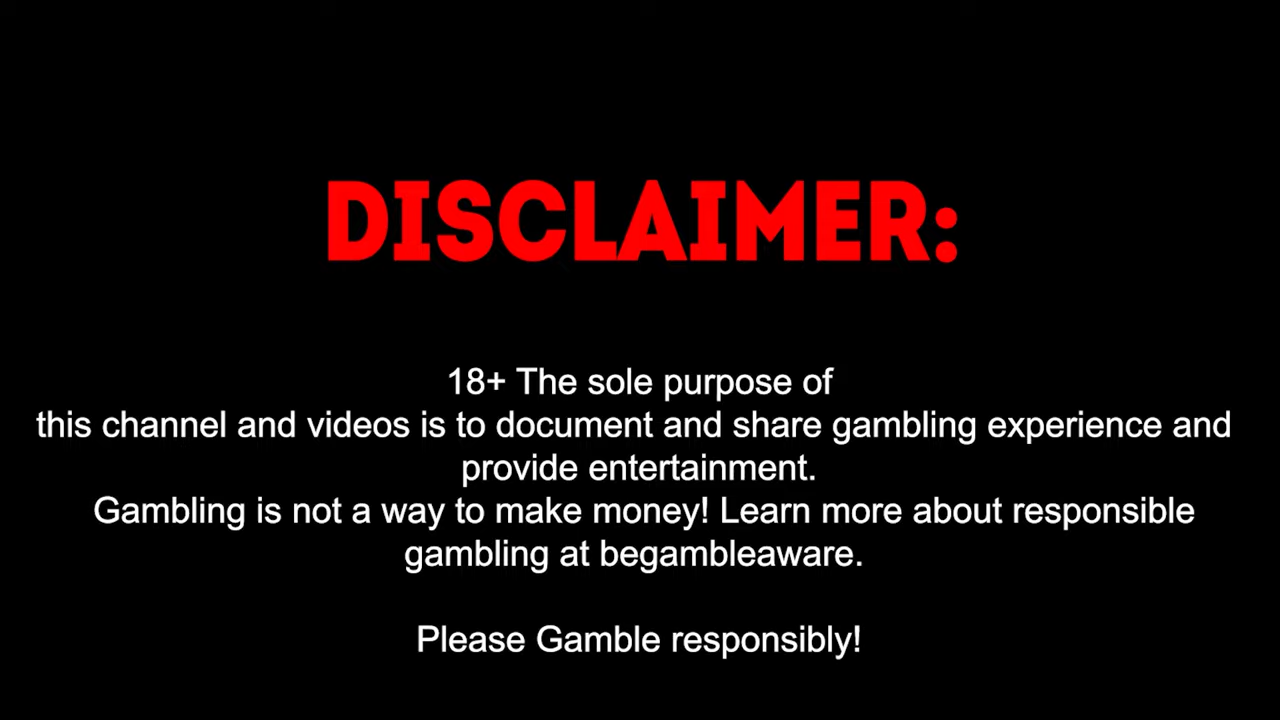 DISCLAIMER:
18+ The sole purpose of
this channel and videos is to document and share gambling experience and
provide entertainment.
Gambling is not a way to make money! Learn more about responsible
gambling at begambleaware.
Please Gamble responsibly!